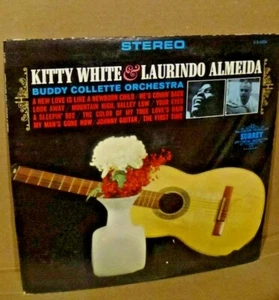 STEREO
KITTY WHITE & LAURINDO ALMEIDA
BUDDY COLLETTE ORCHESTRA
A NEW LOVE IS LIKE A NEWBORN CHILD · HE'S COMIN' BACK
LOOK AWAY · MOUNTAIN HIGH, VALLEY LOW · YOUR EYES
A SLEEPIN' BEE · THE COLOR OF MY TRUE LOVE'S HAIR
MY MAN'S GONE NOW · JOHNNY GUITAR · THE FIRST TIME
SURREY